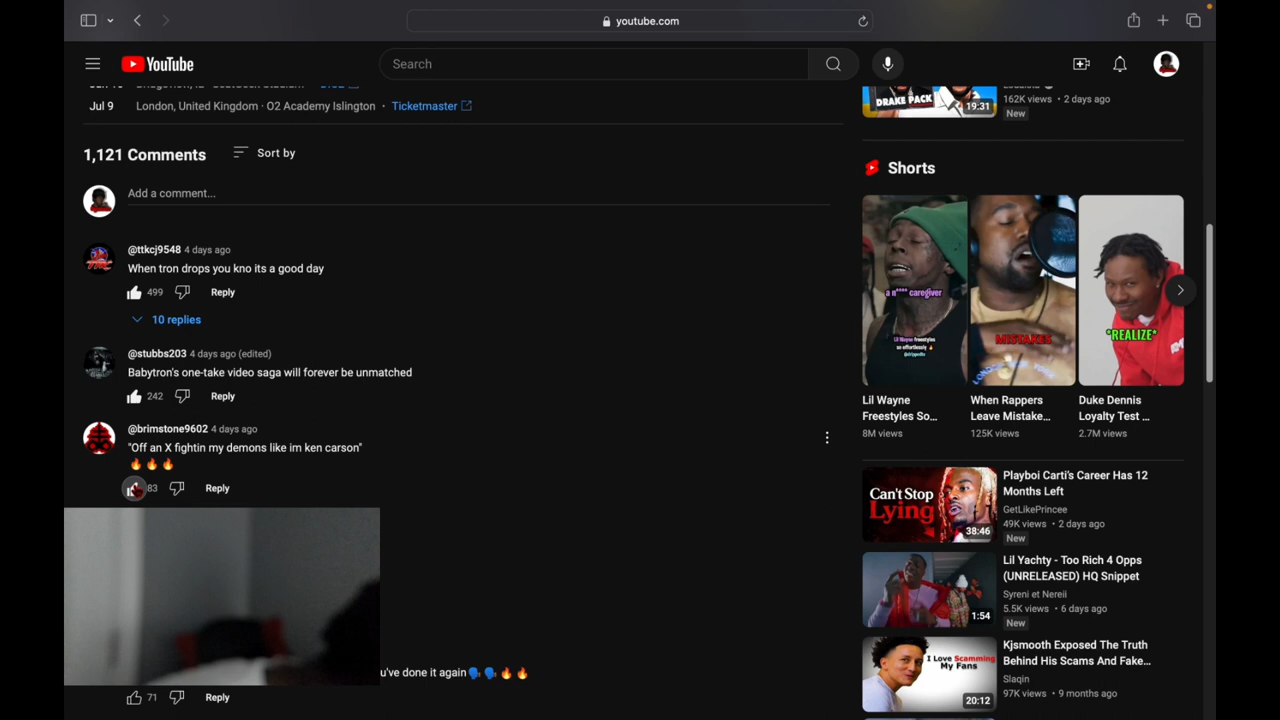 youtube.com
YouTube
Search
Jul 9 London, United Kingdom · O2 Academy Islington · Ticketmaster
1,121 Comments
Sort by
Add a comment...
@ttkcj9548 4 days ago
When tron drops you kno its a good day
499 Reply
10 replies
@stubbs203 4 days ago (edited)
Babytron's one-take video saga will forever be unmatched
242 Reply
@brimstone9602 4 days ago
"Off an X fightin my demons like im ken carson"
🔥🔥🔥
83 Reply
u've done it again🗣️🗣️🔥🔥
71 Reply
DRAKE PACK
19:31
162K views · 2 days ago
New
Shorts
a n**** caregiver
Lil Wayne freestyles
so effortlessly 🔥
MISTAKES
*REALIZE*
Lil Wayne
Freestyles So...
8M views
When Rappers
Leave Mistake...
125K views
Duke Dennis
Loyalty Test ...
2.7M views
Can't Stop
Lying
38:46
Playboi Carti's Career Has 12
Months Left
GetLikePrincee
49K views · 2 days ago
New
1:54
Lil Yachty - Too Rich 4 Opps
(UNRELEASED) HQ Snippet
Syreni et Nereii
5.5K views · 6 days ago
New
I Love Scamming
My Fans
20:12
Kjsmooth Exposed The Truth
Behind His Scams And Fake...
Slaqin
97K views · 9 months ago